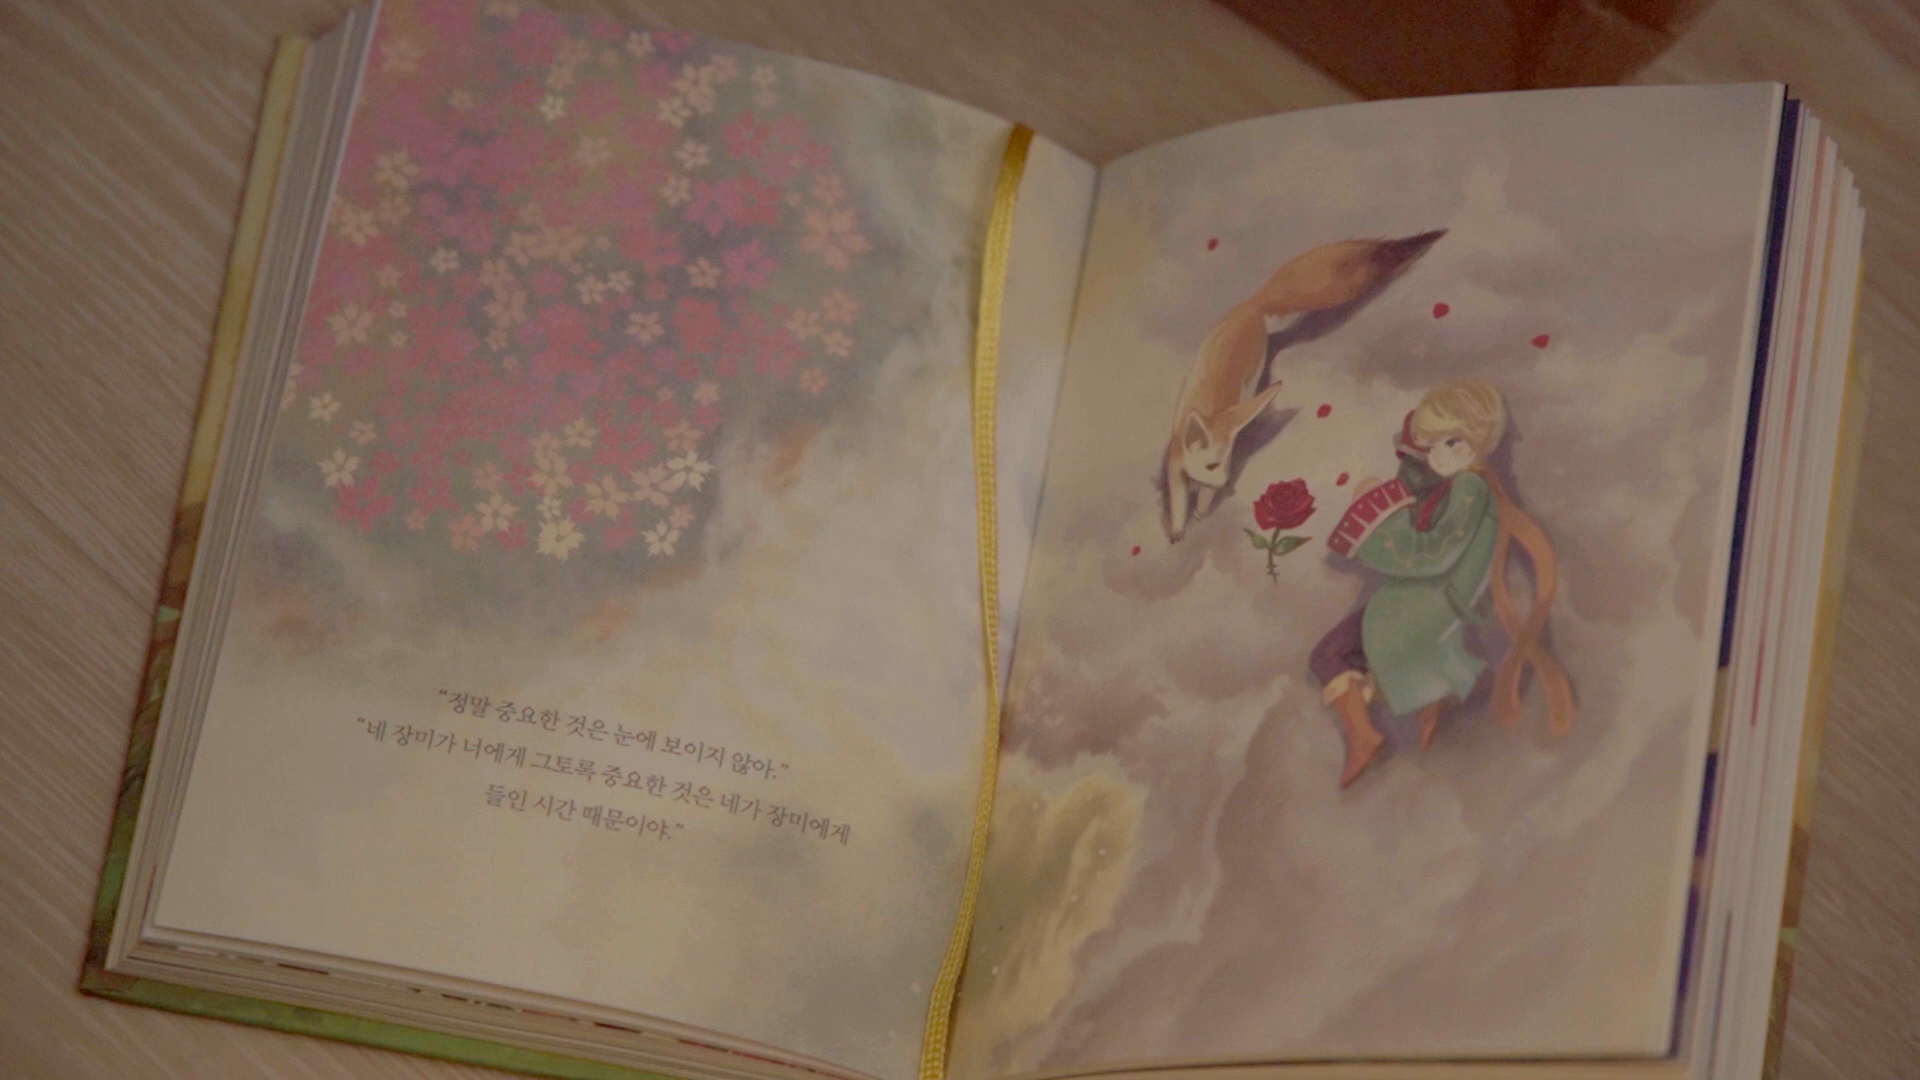 “정말 중요한 것은 눈에 보이지 않아.”
“네 장미가 너에게 그토록 중요한 것은 네가 장미에게
들인 시간 때문이야.”